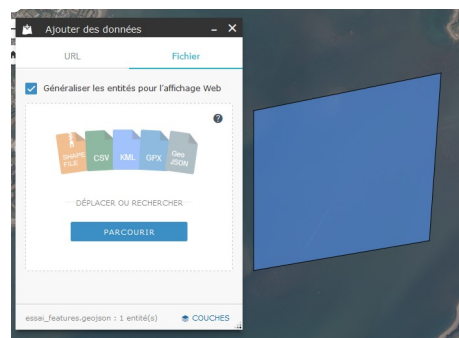 Ajouter des données
URL
Fichier
Généraliser les entités pour l'affichage Web
SHAPE FILE
CSV
KML
GPX
Geo JSON
DÉPLACER OU RECHERCHER
PARCOURIR
essai_features.geojson : 1 entité(s)
COUCHES